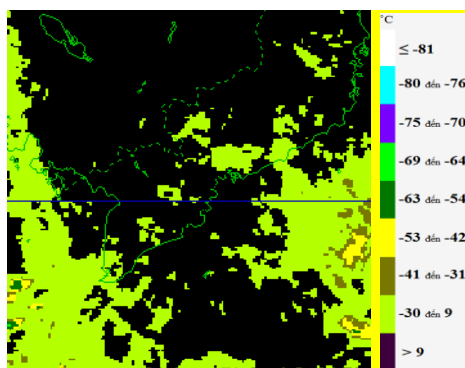 °C
≤ -81
-80 đến -76
-75 đến -70
-69 đến -64
-63 đến -54
-53 đến -42
-41 đến -31
-30 đến 9
> 9